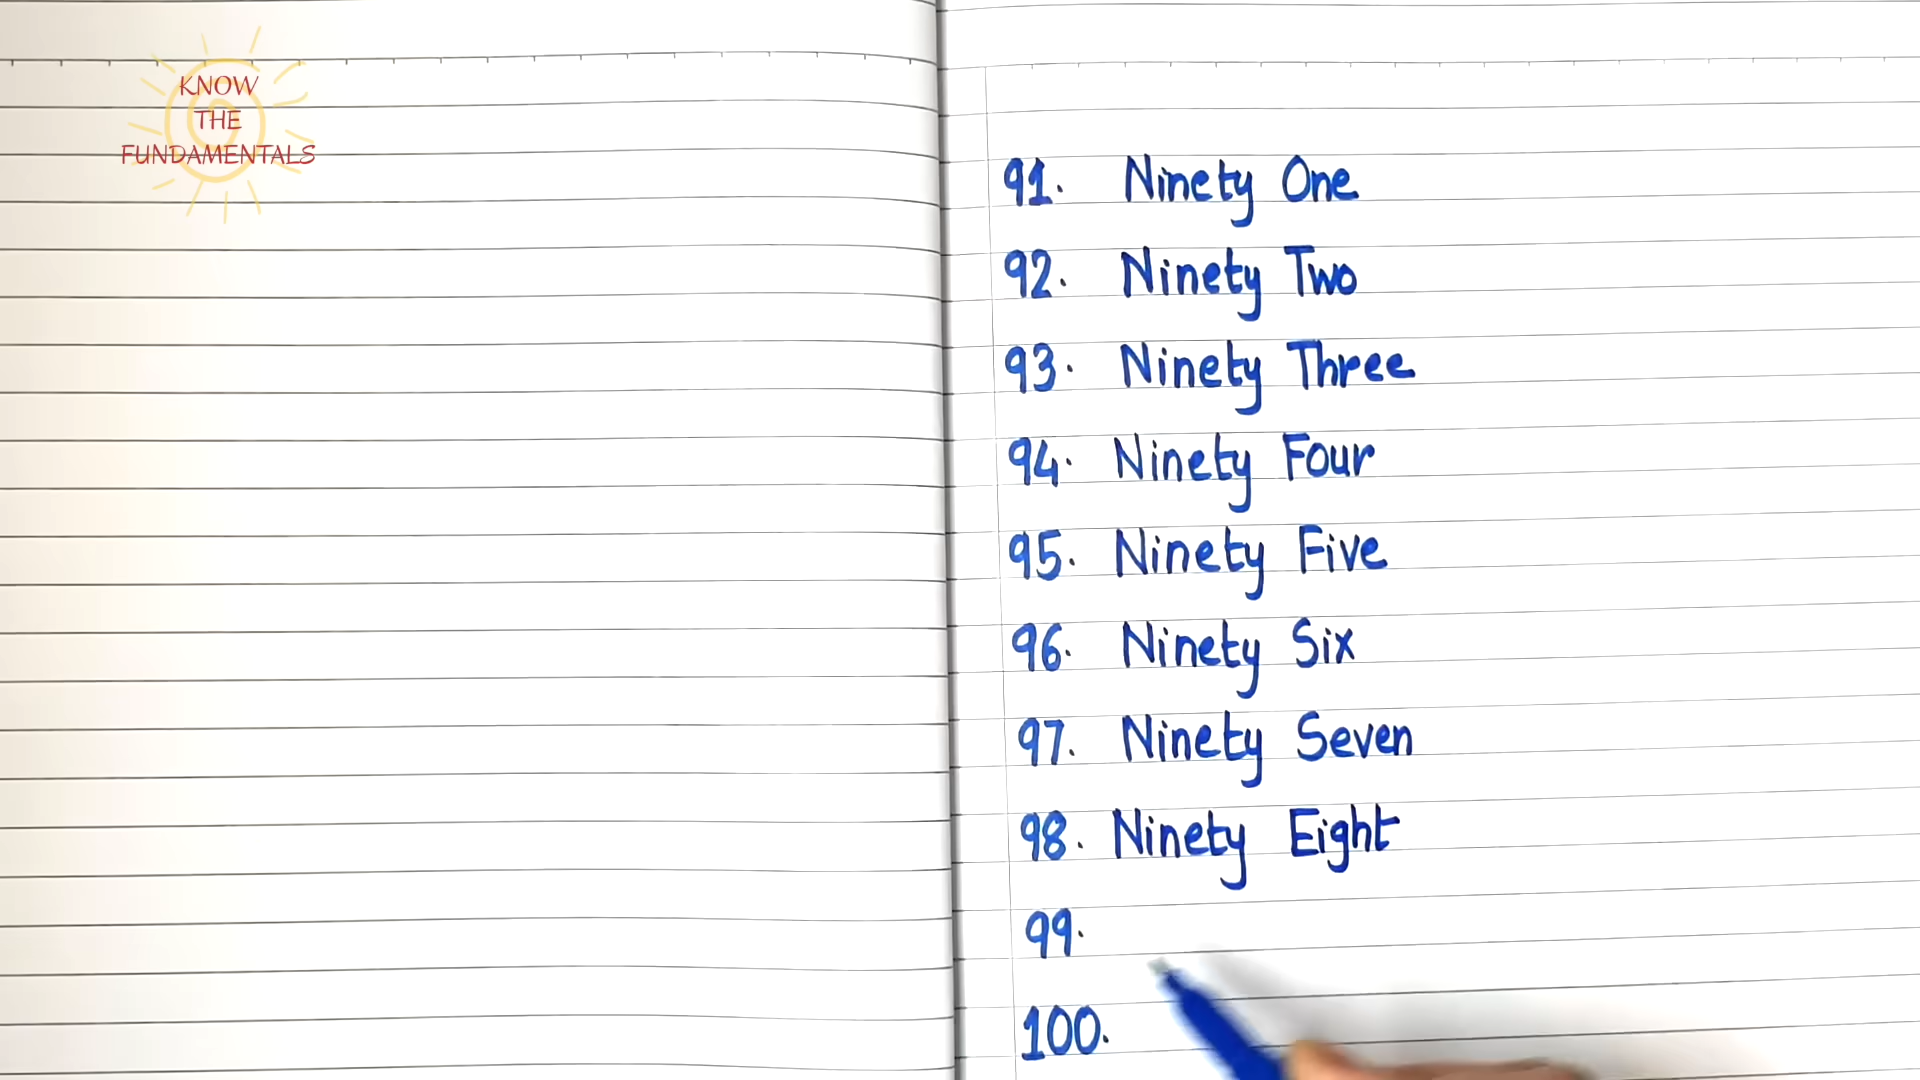 KNOW
THE
FUNDAMENTALS
91. Ninety One
92. Ninety Two
93. Ninety Three
94. Ninety Four
95. Ninety Five
96. Ninety Six
97. Ninety Seven
98. Ninety Eight
99.
100.